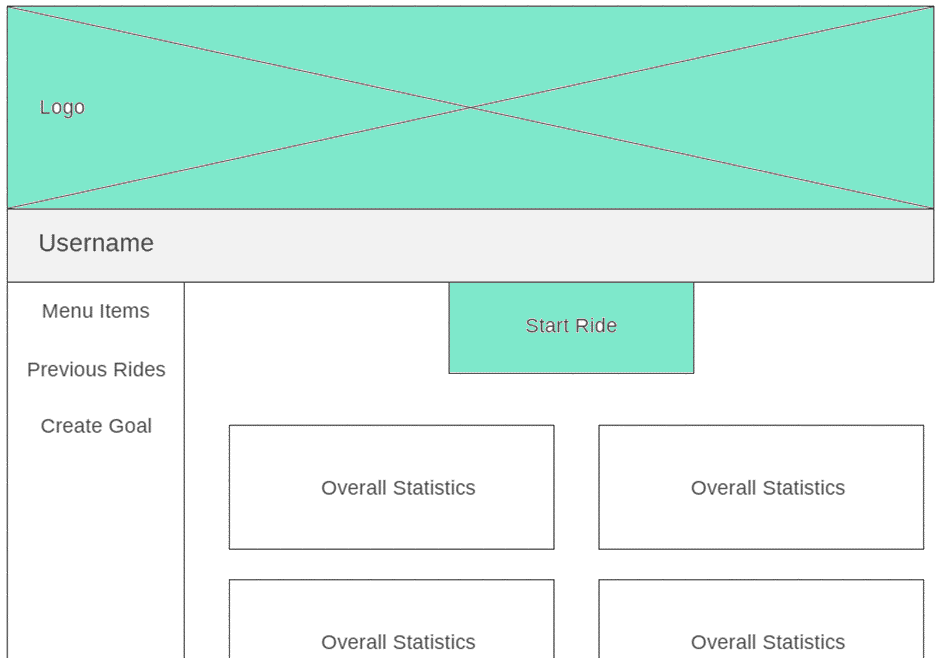 Logo
Username
Menu Items
Start Ride
Previous Rides
Create Goal
Overall Statistics
Overall Statistics
Overall Statistics
Overall Statistics